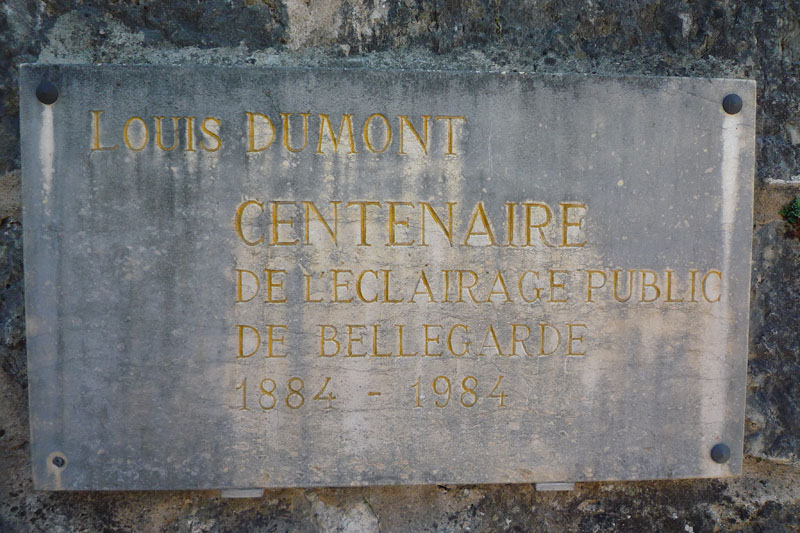 Louis DUMONT
CENTENAIRE
DE L'ECLAIRAGE PUBLIC
DE BELLEGARDE
1884 - 1984